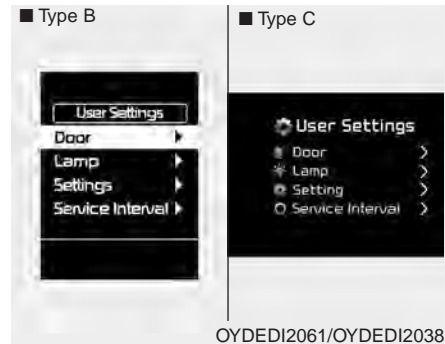 ■ Type B
User Settings
Door
Lamp
Settings
Service Interval
■ Type C
User Settings
Door
Lamp
Setting
Service Interval
OYDEDI2061/OYDEDI2038